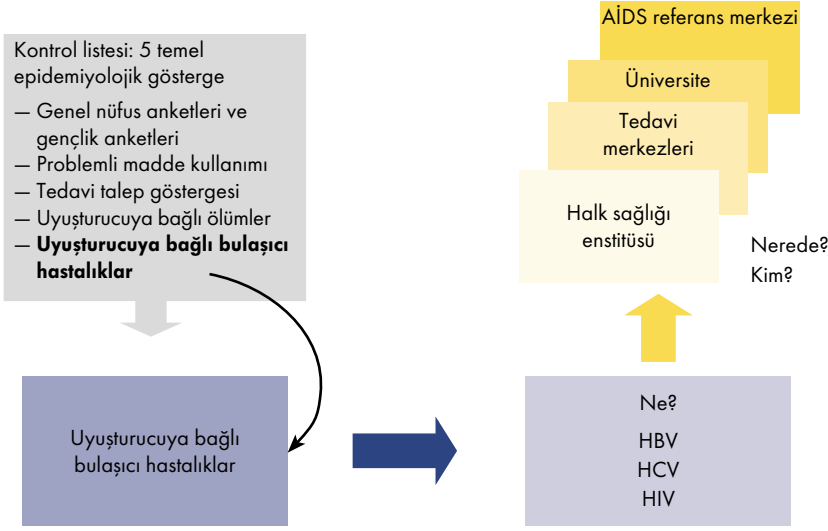 Kontrol listesi: 5 temel
epidemiyolojik gösterge
— Genel nüfus anketleri ve
gençlik anketleri
— Problemli madde kullanımı
— Tedavi talep göstergesi
— Uyuşturucuya bağlı ölümler
— Uyuşturucuya bağlı bulaşıcı
hastalıklar
Uyuşturucuya bağlı
bulaşıcı hastalıklar
AİDS referans merkezi
Üniversite
Tedavi
merkezleri
Halk sağlığı
enstitüsü
Nerede?
Kim?
Ne?
HBV
HCV
HIV